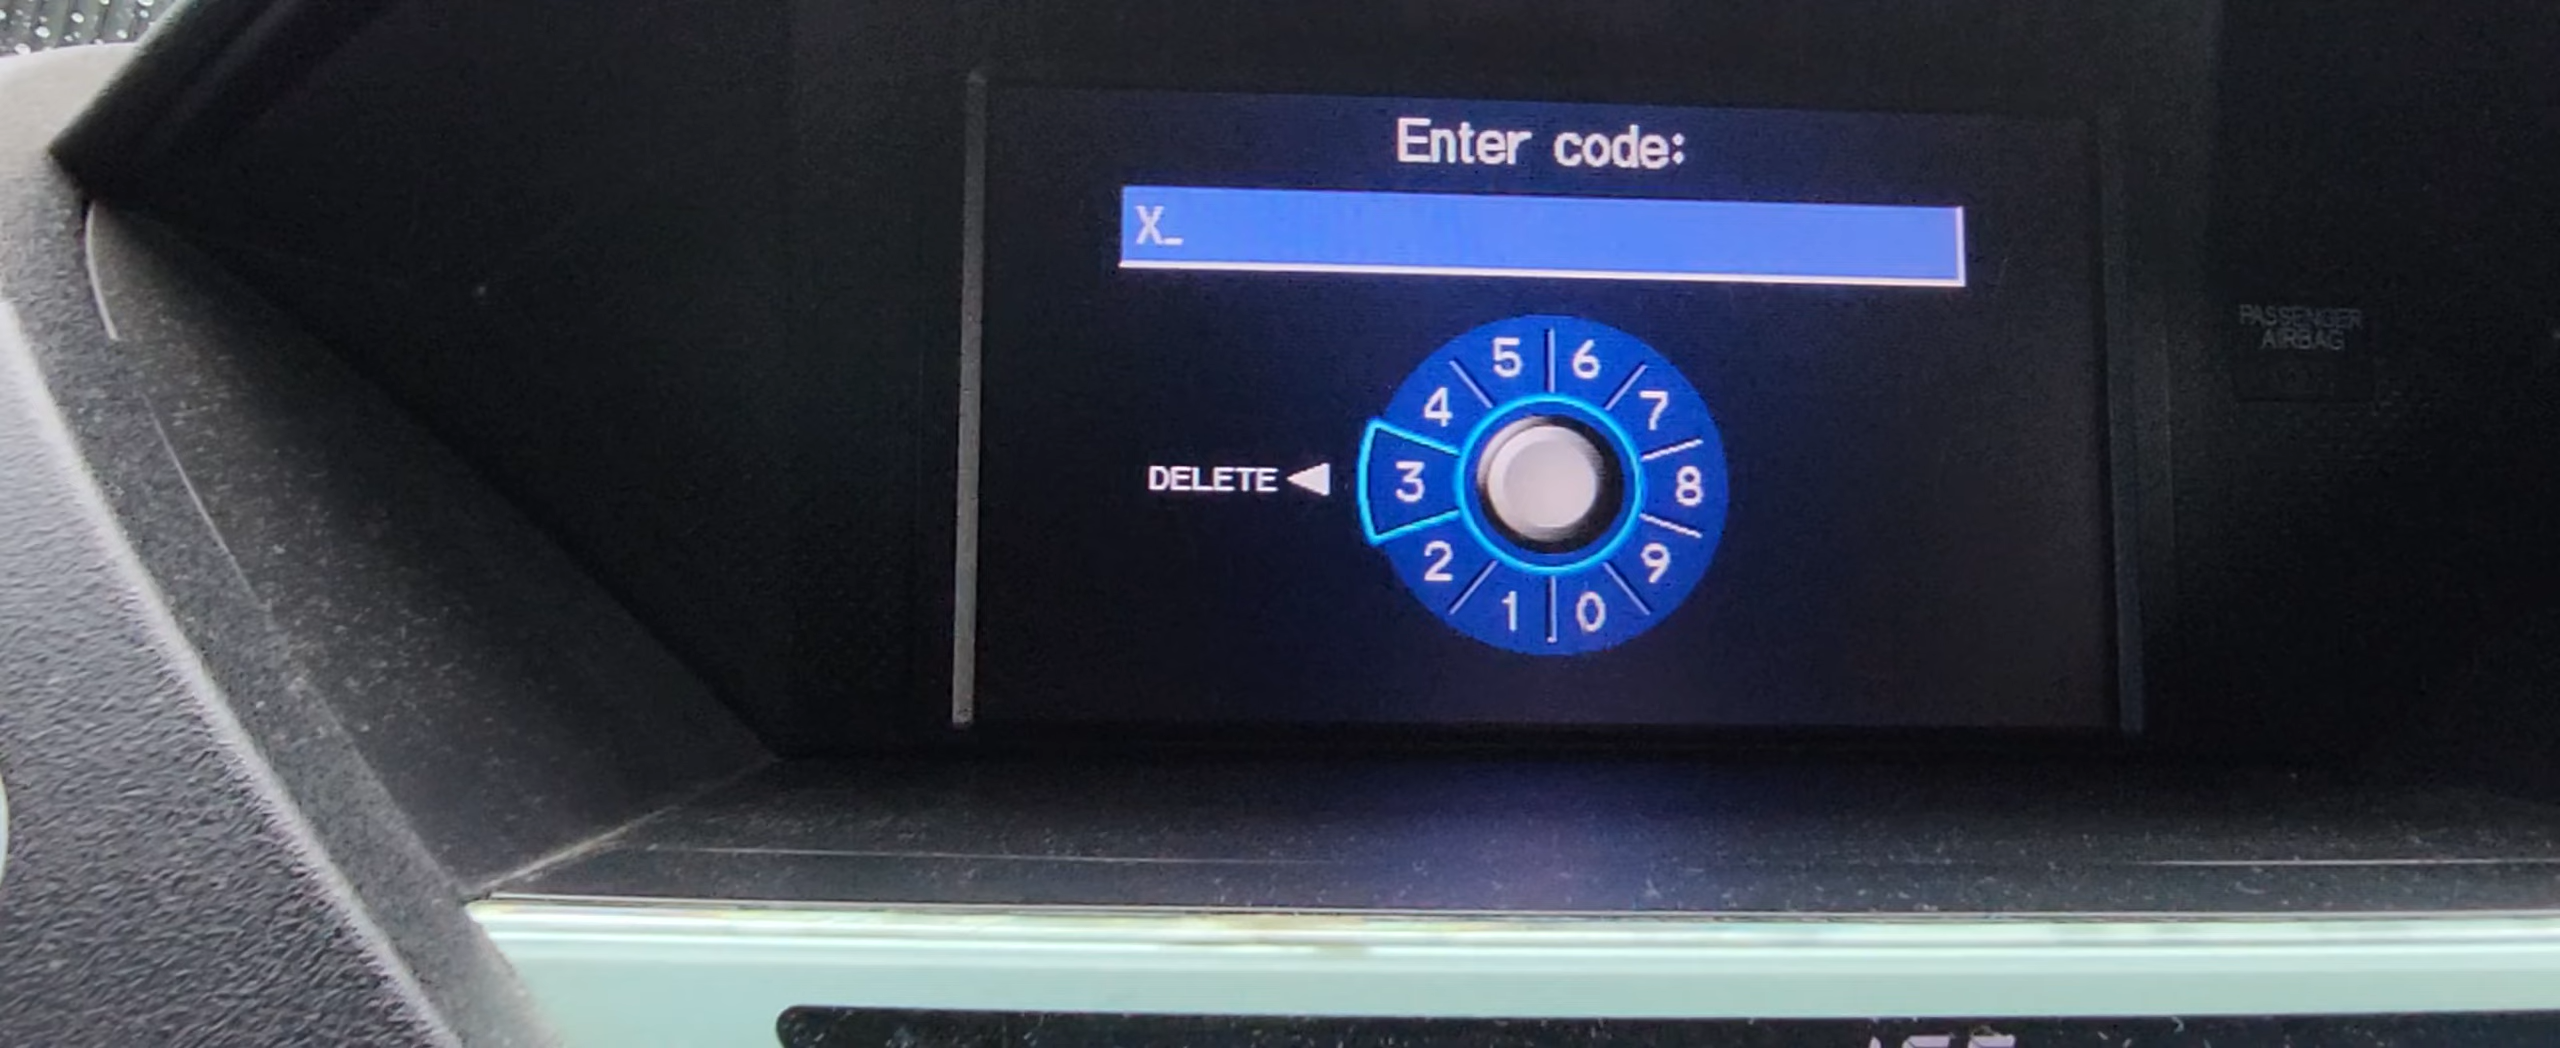 Enter code:
X_
5 6
4 7
DELETE ◀ 3 8
2 9
1 0
PASSENGER
AIRBAG